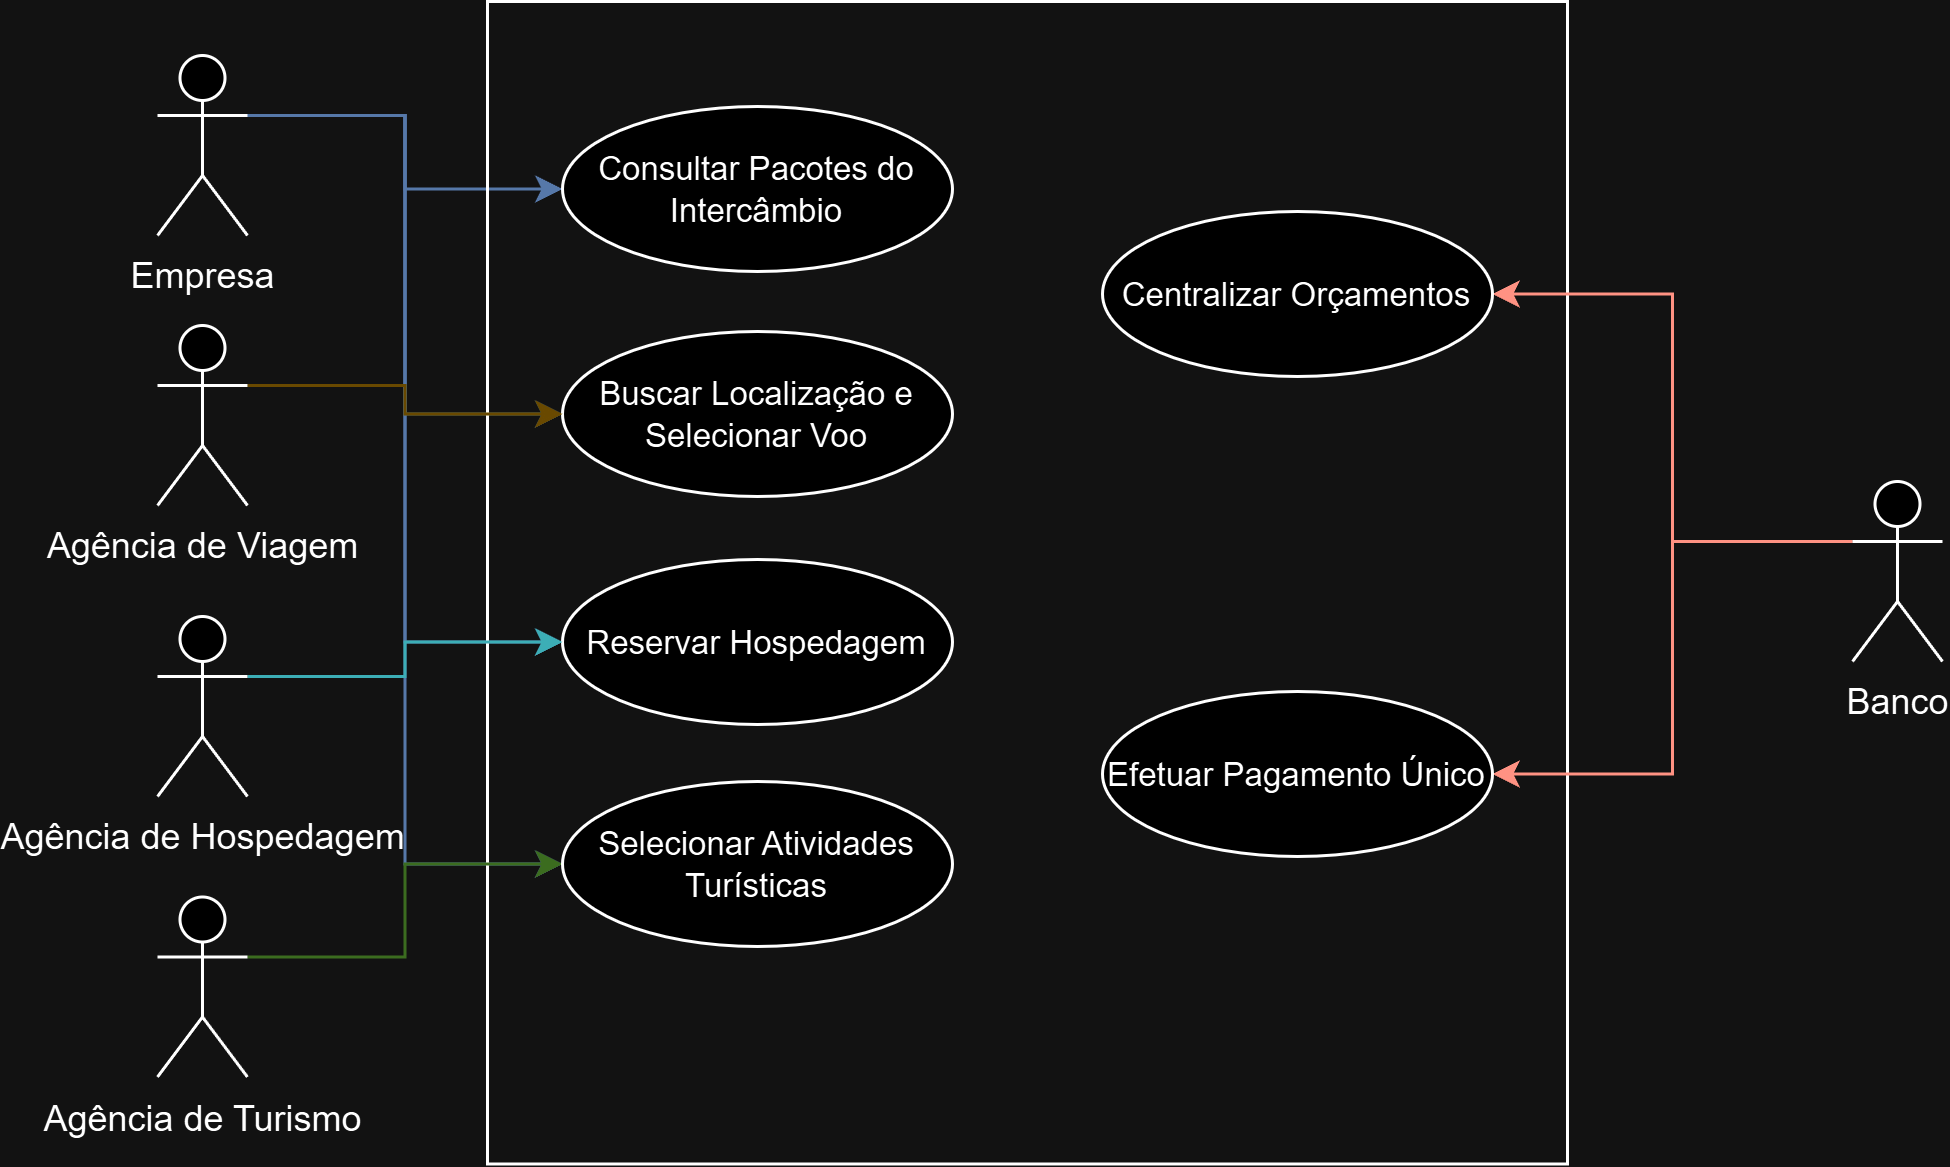 Empresa
Agência de Viagem
Agência de Hospedagem
Agência de Turismo
Consultar Pacotes do
Intercâmbio
Buscar Localização e
Selecionar Voo
Reservar Hospedagem
Selecionar Atividades
Turísticas
Centralizar Orçamentos
Efetuar Pagamento Único
Banco